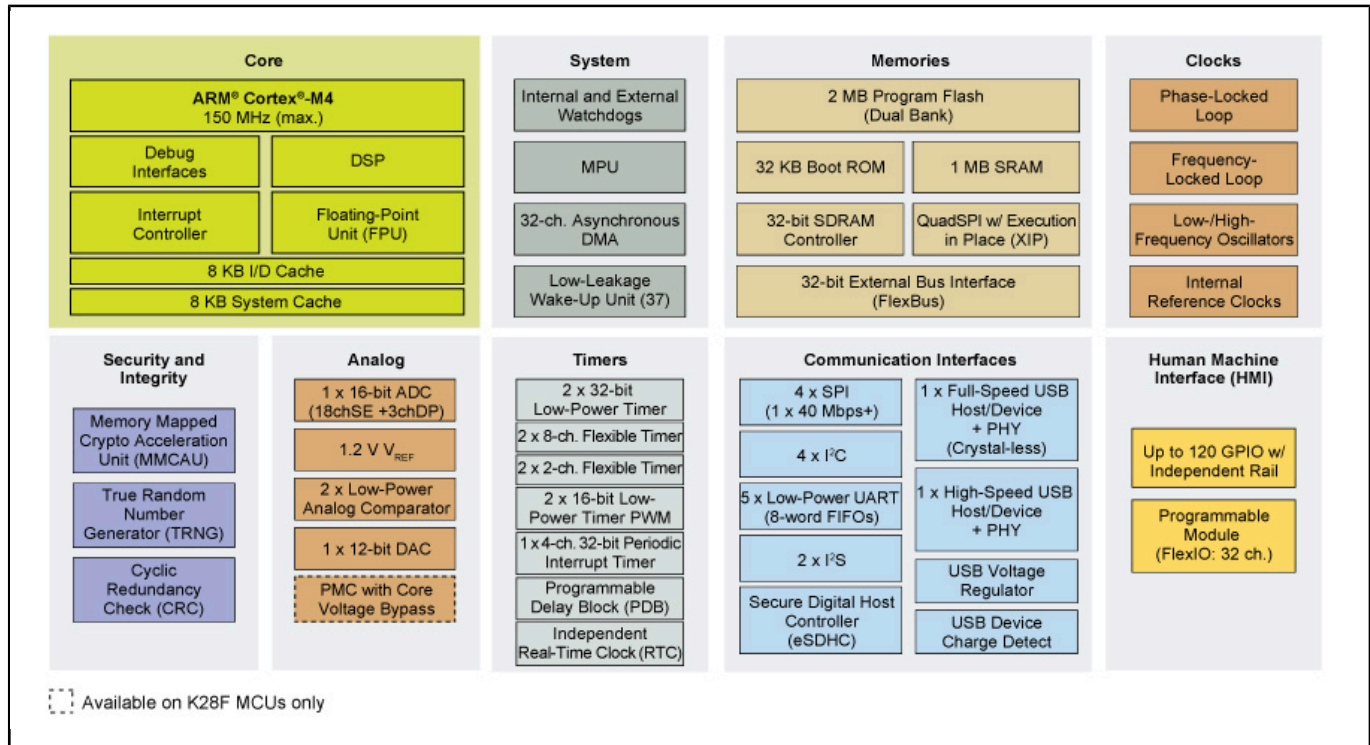 Core
ARM® Cortex®-M4
150 MHz (max.)
Debug
Interfaces
DSP
Interrupt
Controller
Floating-Point
Unit (FPU)
8 KB I/D Cache
8 KB System Cache
System
Internal and External
Watchdogs
MPU
32-ch. Asynchronous
DMA
Low-Leakage
Wake-Up Unit (37)
Memories
2 MB Program Flash
(Dual Bank)
32 KB Boot ROM
1 MB SRAM
32-bit SDRAM
Controller
QuadSPI w/ Execution
in Place (XIP)
32-bit External Bus Interface
(FlexBus)
Clocks
Phase-Locked
Loop
Frequency-
Locked Loop
Low-/High-
Frequency Oscillators
Internal
Reference Clocks
Security and
Integrity
Memory Mapped
Crypto Acceleration
Unit (MMCAU)
True Random
Number
Generator (TRNG)
Cyclic
Redundancy
Check (CRC)
Analog
1 x 16-bit ADC
(18chSE +3chDP)
1.2 V VREF
2 x Low-Power
Analog Comparator
1 x 12-bit DAC
PMC with Core
Voltage Bypass
Timers
2 x 32-bit
Low-Power Timer
2 x 8-ch. Flexible Timer
2 x 2-ch. Flexible Timer
2 x 16-bit Low-
Power Timer PWM
1 x 4-ch. 32-bit Periodic
Interrupt Timer
Programmable
Delay Block (PDB)
Independent
Real-Time Clock (RTC)
Communication Interfaces
4 x SPI
(1 x 40 Mbps+)
4 x I²C
5 x Low-Power UART
(8-word FIFOs)
2 x I²S
Secure Digital Host
Controller
(eSDHC)
1 x Full-Speed USB
Host/Device
+ PHY
(Crystal-less)
1 x High-Speed USB
Host/Device
+ PHY
USB Voltage
Regulator
USB Device
Charge Detect
Human Machine
Interface (HMI)
Up to 120 GPIO w/
Independent Rail
Programmable
Module
(FlexIO: 32 ch.)
Available on K28F MCUs only